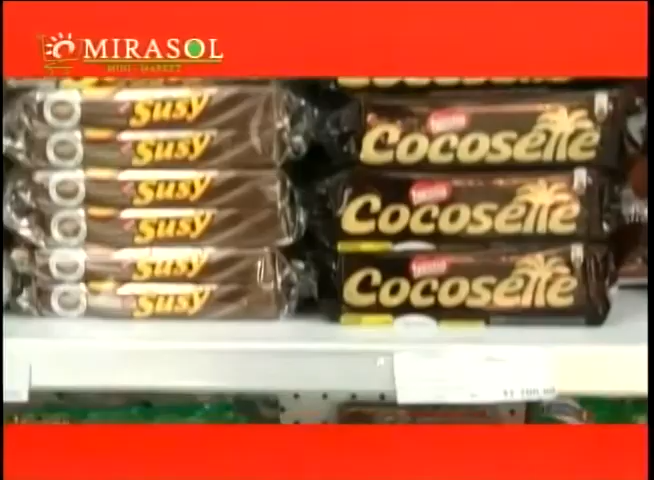 MIRASOL
MINI - MARKET
Susy
Susy
Susy
Susy
Susy
Susy
Nestlé
Cocosette
Nestlé
Cocosette
Nestlé
Cocosette